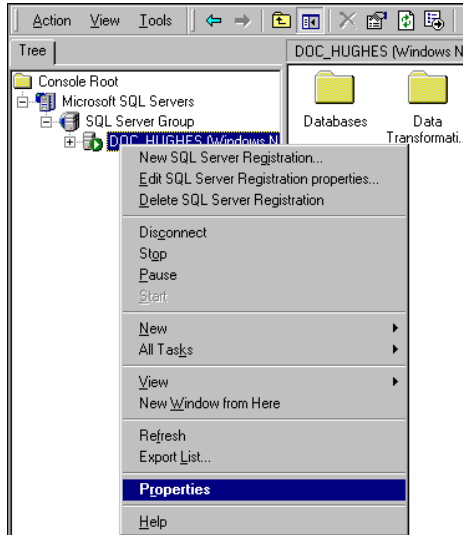 Action View Tools
Tree
DOC_HUGHES (Windows N
Console Root
Microsoft SQL Servers
SQL Server Group
DOC_HUGHES (Windows N
Databases
Data
Transformati...
New SQL Server Registration...
Edit SQL Server Registration properties...
Delete SQL Server Registration
Disconnect
Stop
Pause
Start
New
All Tasks
View
New Window from Here
Refresh
Export List...
Properties
Help